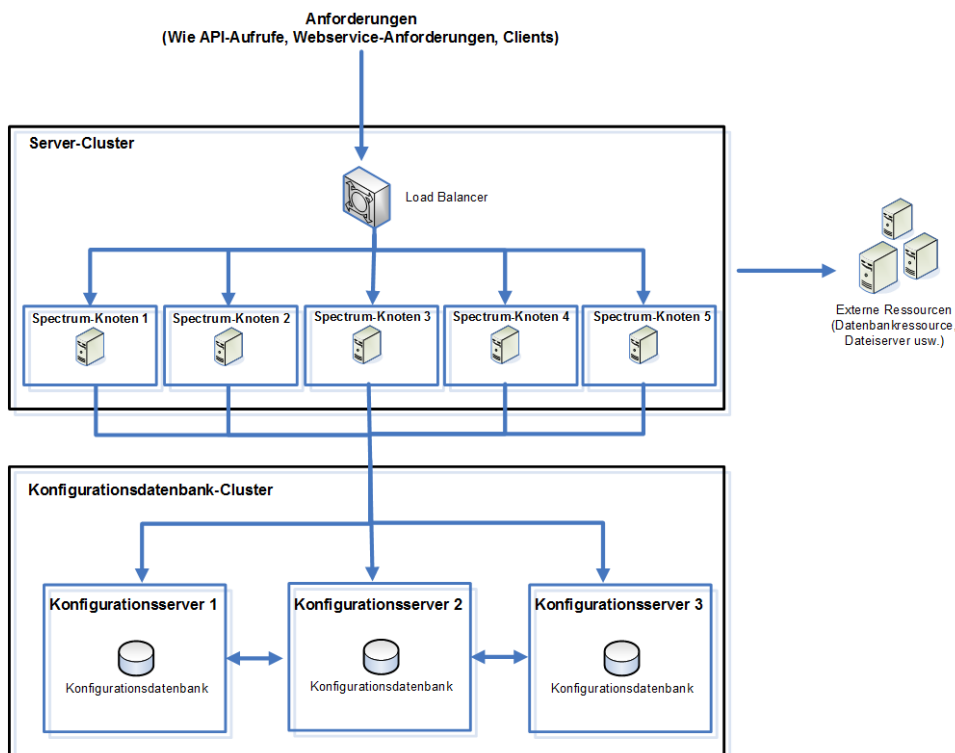 Anforderungen
(Wie API-Aufrufe, Webservice-Anforderungen, Clients)
Server-Cluster
Load Balancer
Spectrum-Knoten 1
Spectrum-Knoten 2
Spectrum-Knoten 3
Spectrum-Knoten 4
Spectrum-Knoten 5
Externe Ressourcen
(Datenbankressource,
Dateiserver usw.)
Konfigurationsdatenbank-Cluster
Konfigurationsserver 1
Konfigurationsserver 2
Konfigurationsserver 3
Konfigurationsdatenbank
Konfigurationsdatenbank
Konfigurationsdatenbank